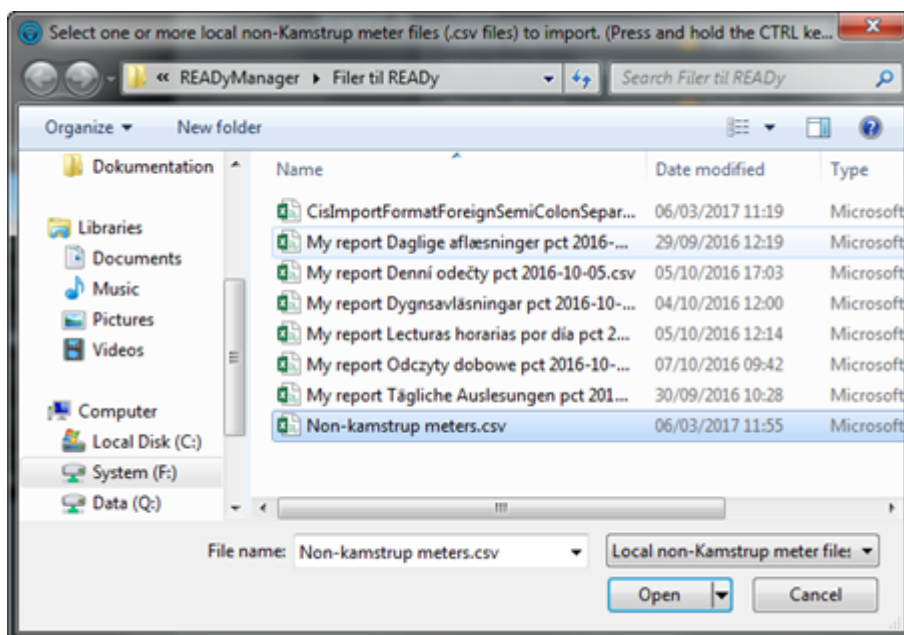 Select one or more local non-Kamstrup meter files (.csv files) to import. (Press and hold the CTRL ke...
« READyManager Filer til READy Search Filer til READy
Organize New folder
Dokumentation
Libraries
Documents
Music
Pictures
Videos
Computer
Local Disk (C:)
System (F:)
Data (Q:)
Name Date modified Type
CisImportFormatForeignSemiColonSepar... 06/03/2017 11:19 Microsoft
My report Daglige aflæsninger pct 2016-... 29/09/2016 12:19 Microsoft
My report Denní odečty pct 2016-10-05.csv 05/10/2016 17:03 Microsoft
My report Dygnsavläsningar pct 2016-10-... 04/10/2016 12:00 Microsoft
My report Lecturas horarias por día pct 2... 05/10/2016 12:14 Microsoft
My report Odczyty dobowe pct 2016-10-... 07/10/2016 09:42 Microsoft
My report Tägliche Auslesungen pct 201... 30/09/2016 10:28 Microsoft
Non-kamstrup meters.csv 06/03/2017 11:55 Microsoft
File name: Non-kamstrup meters.csv Local non-Kamstrup meter files
Open Cancel